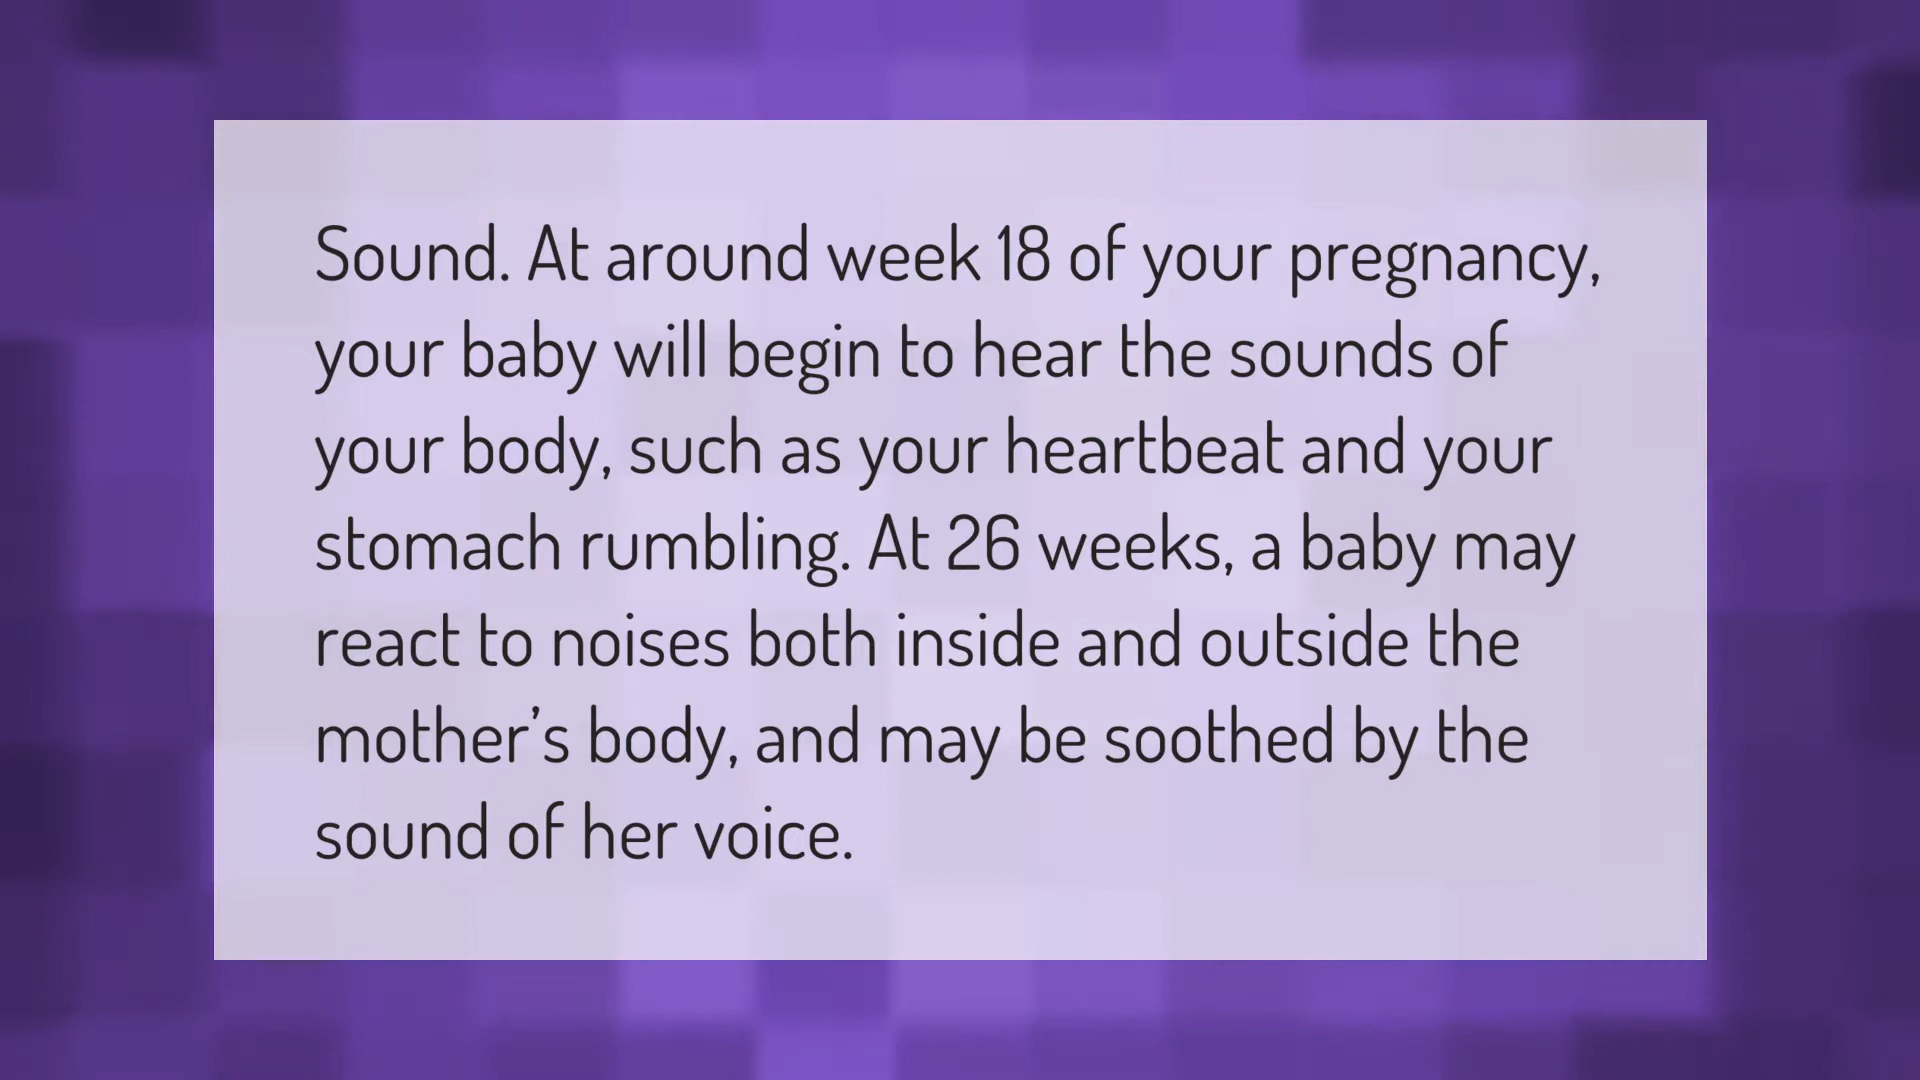 Sound. At around week 18 of your pregnancy,
your baby will begin to hear the sounds of
your body, such as your heartbeat and your
stomach rumbling. At 26 weeks, a baby may
react to noises both inside and outside the
mother’s body, and may be soothed by the
sound of her voice.